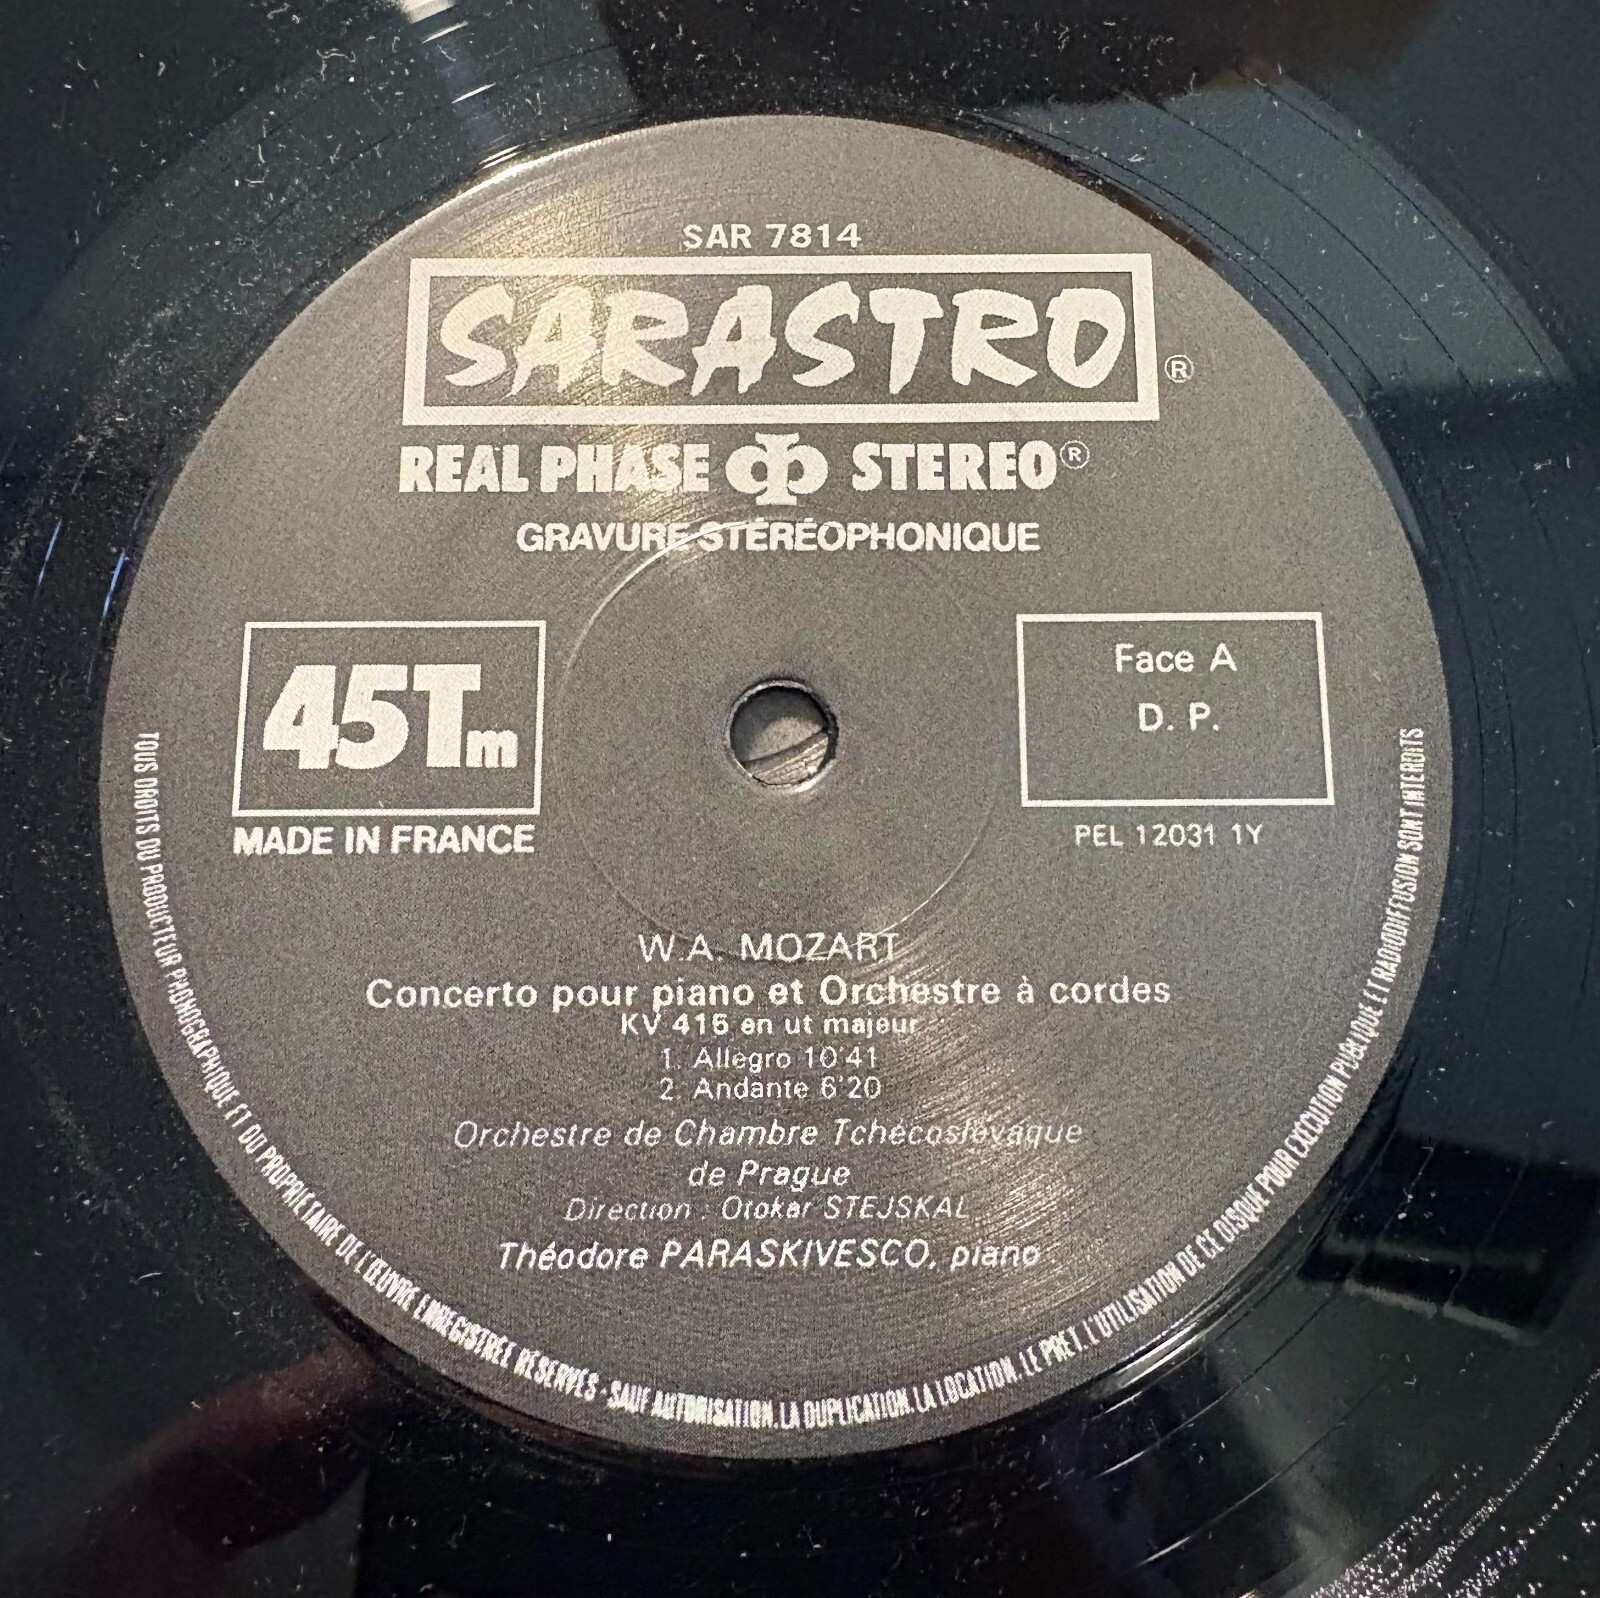 SAR 7814
SARASTRO ®
REAL PHASE STEREO®
GRAVURE STÉRÉOPHONIQUE
45Tm
MADE IN FRANCE
Face A
D. P.
PEL 12031 1Y
W.A. MOZART
Concerto pour piano et Orchestre à cordes
KV 415 en ut majeur
1. Allegro 10'41
2. Andante 6'20
Orchestre de Chambre Tchécoslovaque
de Prague
Direction : Otokar STEJSKAL
Théodore PARASKIVESCO, piano
TOUS DROITS DU PRODUCTEUR PHONOGRAPHIQUE ET DU PROPRIETAIRE DE L'ŒUVRE ENREGISTRÉE RÉSERVÉS · SAUF AUTORISATION, LA DUPLICATION, LA LOCATION, LE PRET, L'UTILISATION DE CE DISQUE POUR EXECUTION PUBLIQUE ET RADIODIFFUSION SONT INTERDITS